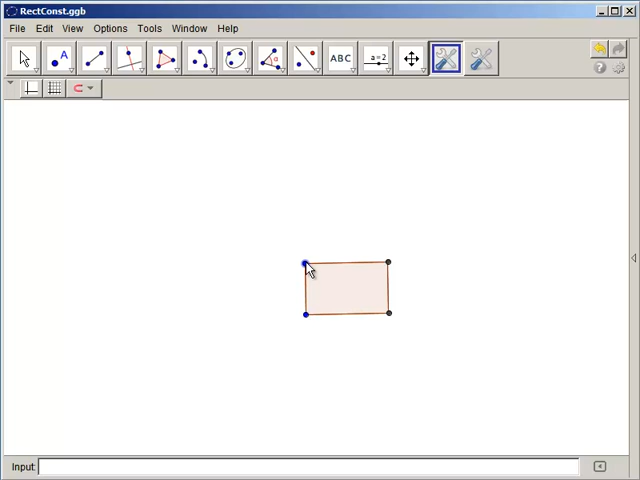 RectConst.ggb
File Edit View Options Tools Window Help
A
α
ABC
a=2
?
Input: